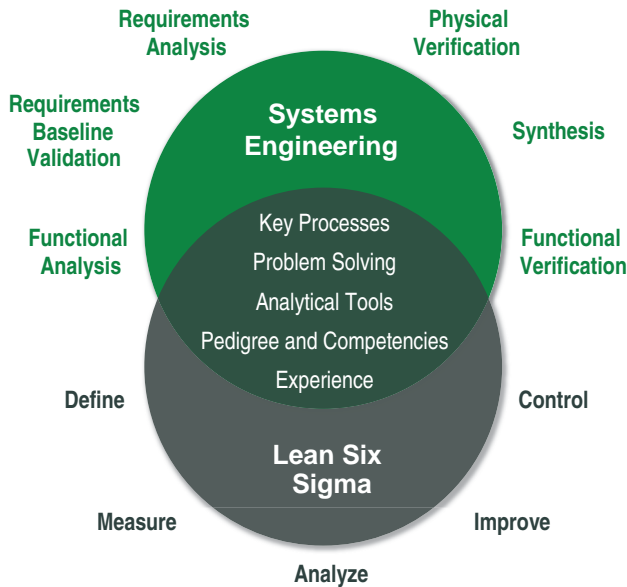 Requirements
Analysis
Physical
Verification
Requirements
Baseline
Validation
Systems
Engineering
Synthesis
Functional
Analysis
Key Processes
Problem Solving
Analytical Tools
Pedigree and Competencies
Experience
Functional
Verification
Define
Control
Lean Six
Sigma
Measure
Improve
Analyze